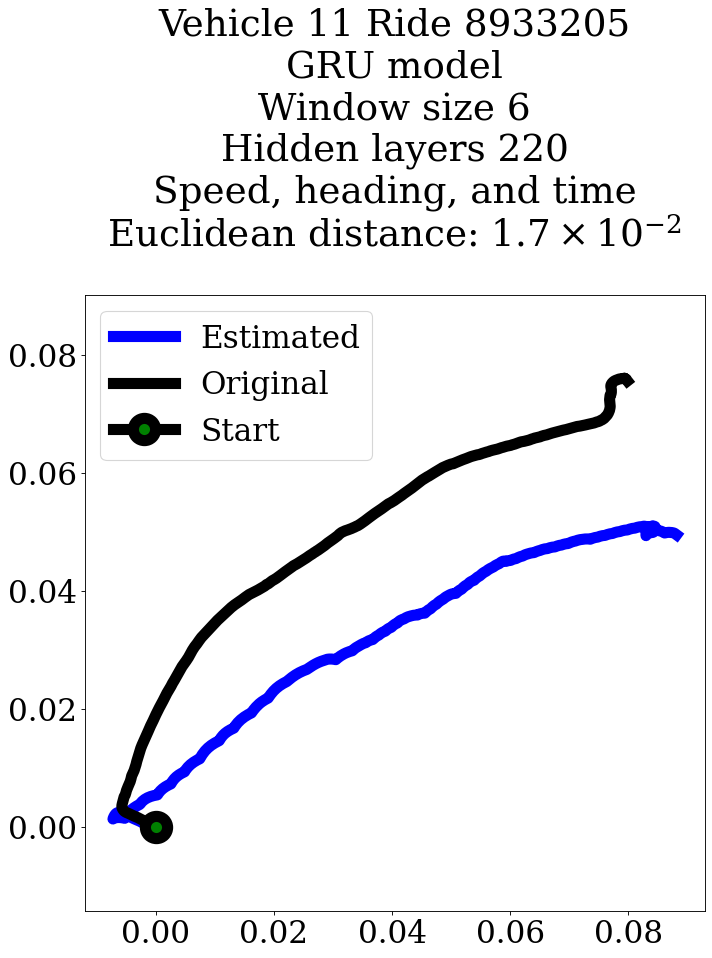 Vehicle 11 Ride 8933205
GRU model
Window size 6
Hidden layers 220
Speed, heading, and time
Euclidean distance: 1.7 × 10⁻²
Estimated
Original
Start
0.08
0.06
0.04
0.02
0.00
0.00 0.02 0.04 0.06 0.08